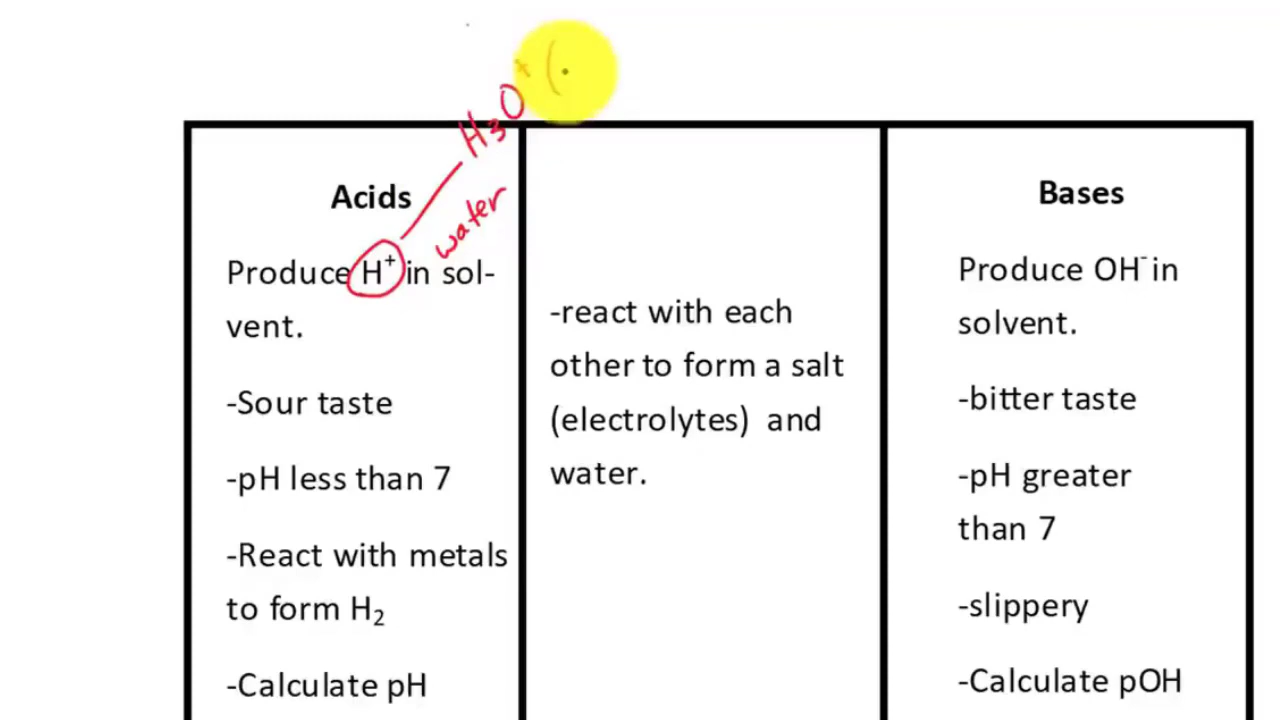 H₃O⁺ (
water
Acids
Produce H⁺ in sol-
vent.
-Sour taste
-pH less than 7
-React with metals
to form H₂
-Calculate pH
-react with each
other to form a salt
(electrolytes) and
water.
Bases
Produce OH⁻ in
solvent.
-bitter taste
-pH greater
than 7
-slippery
-Calculate pOH